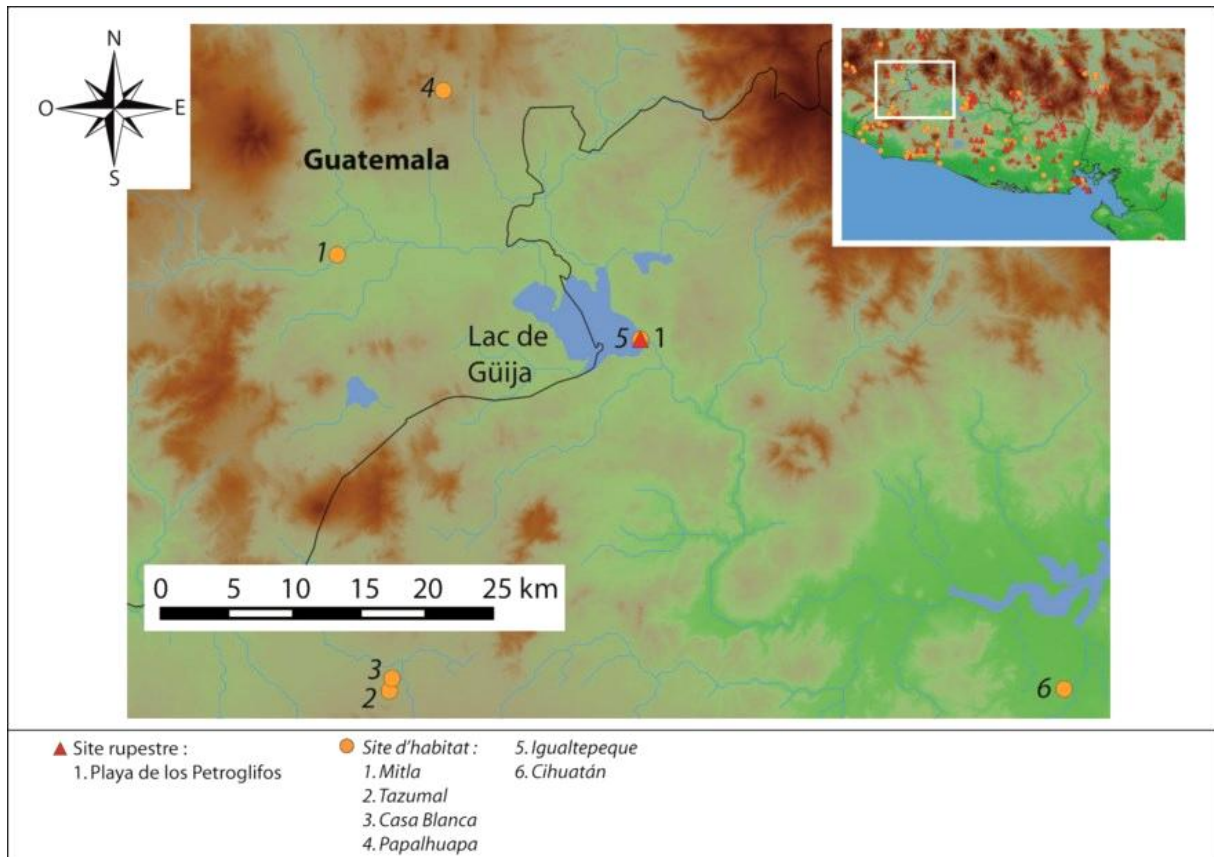 N
O
E
S
4
Guatemala
1
Lac de
Güija
5
1
0 5 10 15 20 25 km
3
2
6
Site rupestre :
1. Playa de los Petroglifos
Site d'habitat :
1. Mitla
2. Tazumal
3. Casa Blanca
4. Papalhuapa
5. Igualtepeque
6. Cihuatán